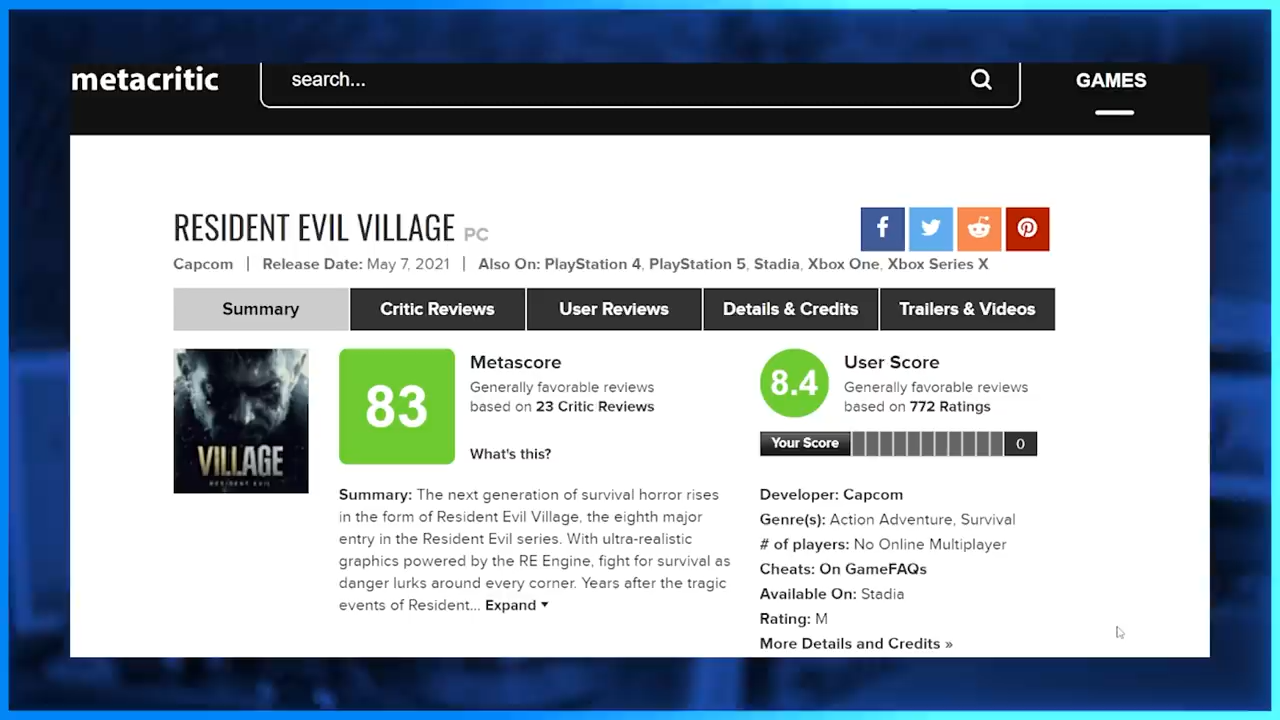 metacritic
search...
GAMES
RESIDENT EVIL VILLAGE PC
Capcom | Release Date: May 7, 2021 | Also On: PlayStation 4, PlayStation 5, Stadia, Xbox One, Xbox Series X
Summary
Critic Reviews
User Reviews
Details & Credits
Trailers & Videos
VILLAGE
RESIDENT EVIL
83
Metascore
Generally favorable reviews
based on 23 Critic Reviews
What's this?
Summary: The next generation of survival horror rises
in the form of Resident Evil Village, the eighth major
entry in the Resident Evil series. With ultra-realistic
graphics powered by the RE Engine, fight for survival as
danger lurks around every corner. Years after the tragic
events of Resident... Expand
8.4
User Score
Generally favorable reviews
based on 772 Ratings
Your Score
0
Developer: Capcom
Genre(s): Action Adventure, Survival
# of players: No Online Multiplayer
Cheats: On GameFAQs
Available On: Stadia
Rating: M
More Details and Credits »